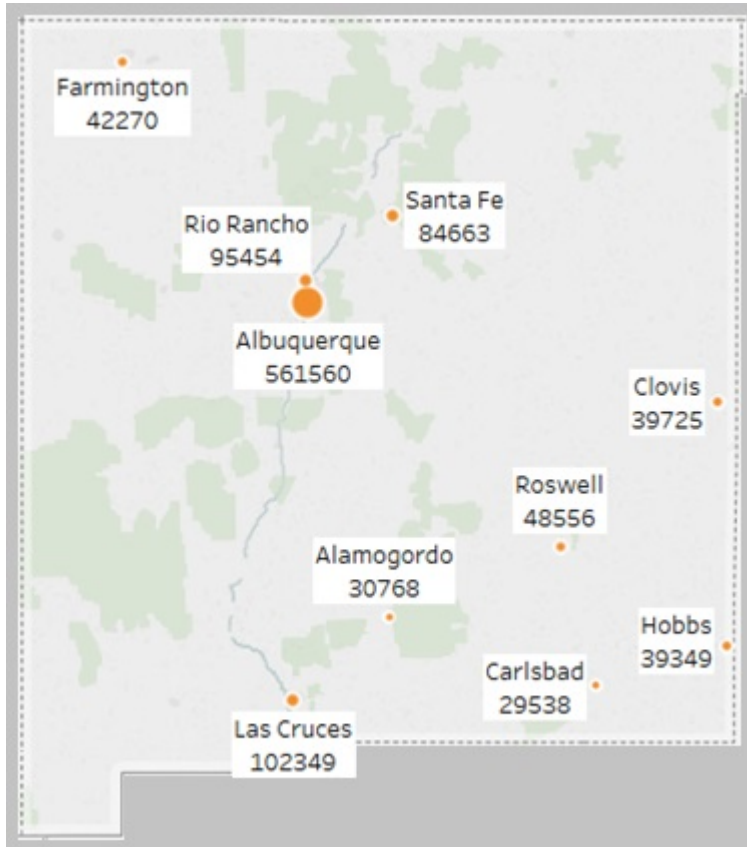 Farmington
42270
Santa Fe
84663
Rio Rancho
95454
Albuquerque
561560
Clovis
39725
Roswell
48556
Alamogordo
30768
Hobbs
39349
Carlsbad
29538
Las Cruces
102349